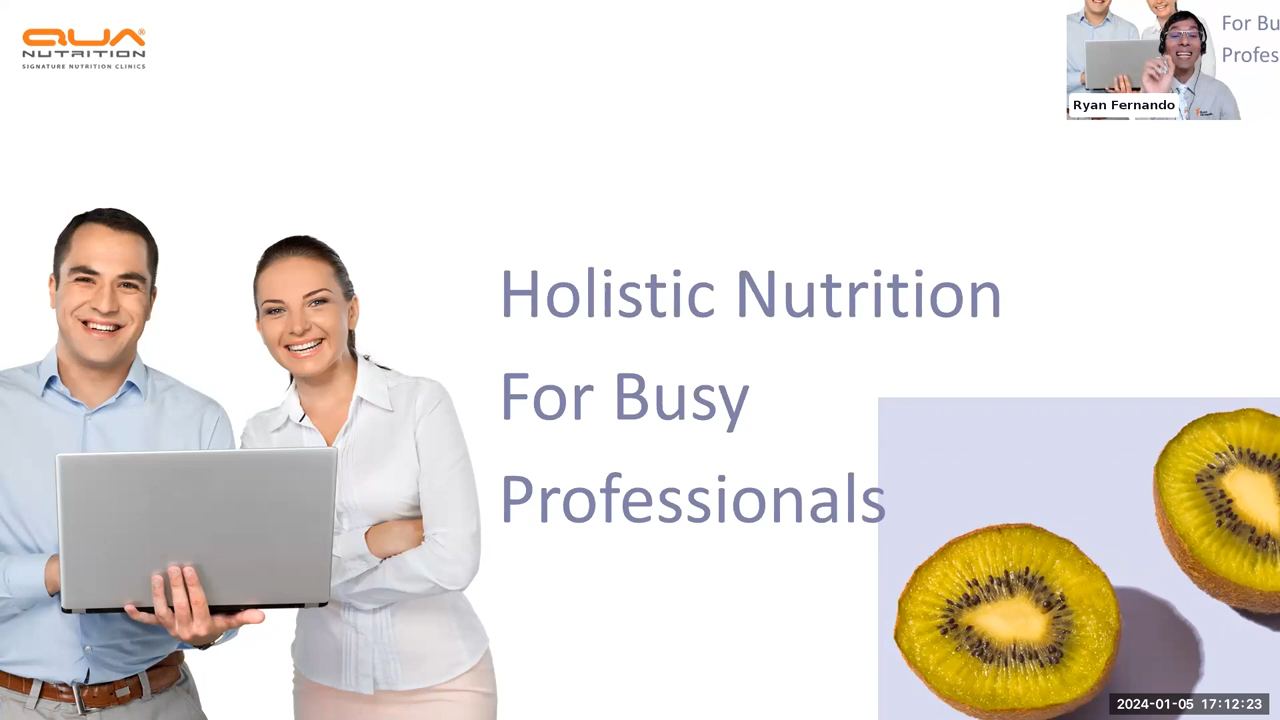 QUA®
NUTRITION
SIGNATURE NUTRITION CLINICS
For Bu
Profes
Ryan Fernando
Holistic Nutrition
For Busy
Professionals
2024-01-05 17:12:23